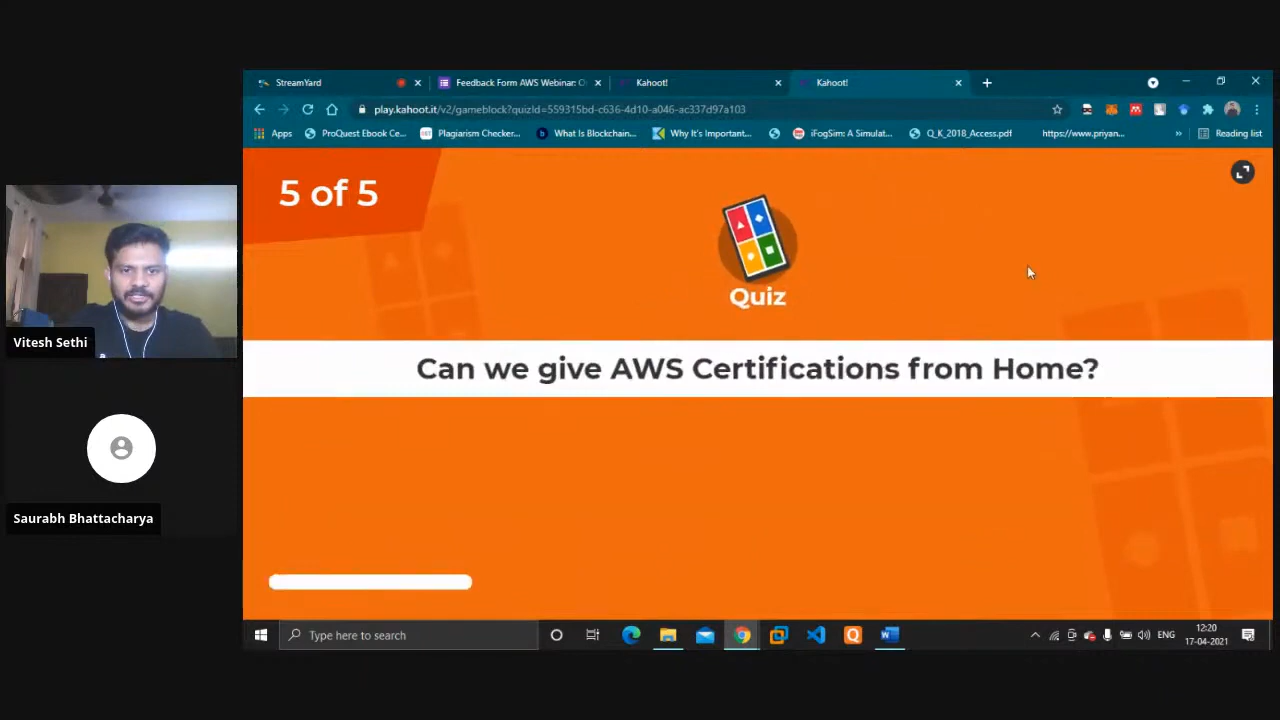 StreamYard
Feedback Form AWS Webinar: O
Kahoot!
Kahoot!
play.kahoot.it/v2/gameblock?quizId=559315bd-c636-4d10-a046-ac337d97a103
Apps
ProQuest Ebook Ce...
Plagiarism Checker...
What Is Blockchain...
Why It's Important...
iFogSim: A Simulat...
Q_K_2018_Access.pdf
https://www.priyan...
»
Reading list
5 of 5
Quiz
Vitesh Sethi
Can we give AWS Certifications from Home?
Saurabh Bhattacharya
Type here to search
ENG
12:20
17-04-2021